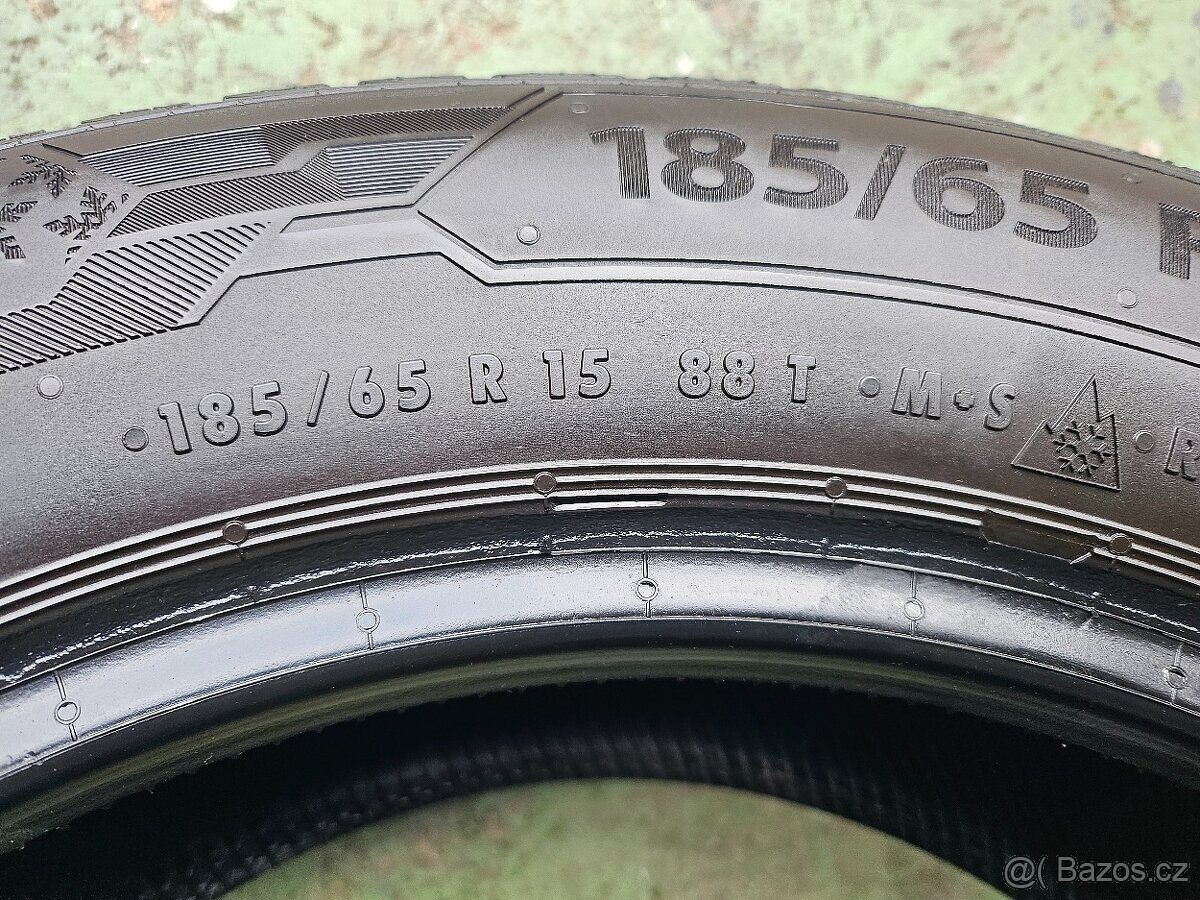 185/65 R
185/65 R 15 88 T • M•S
@( Bazos.cz